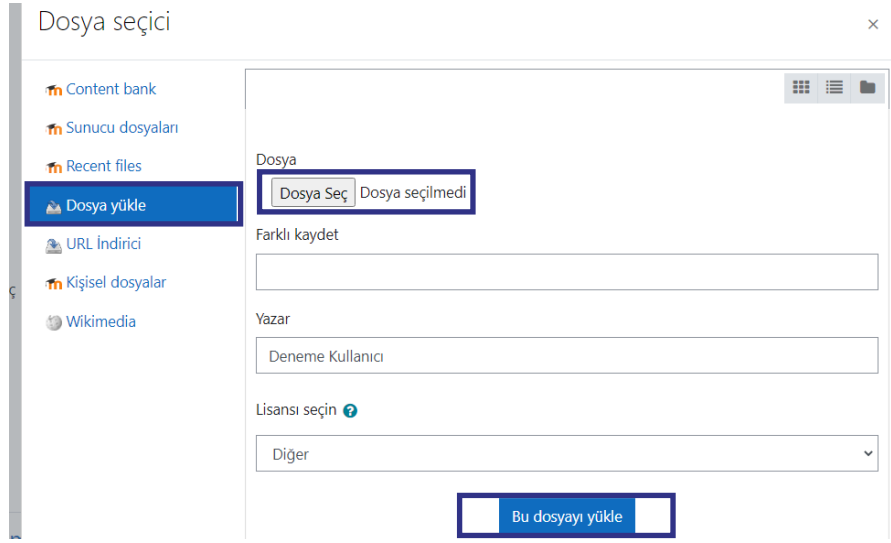 Dosya seçici
×
Content bank
Sunucu dosyaları
Recent files
Dosya yükle
URL İndirici
Kişisel dosyalar
Wikimedia
Dosya
Dosya Seç Dosya seçilmedi
Farklı kaydet
Yazar
Deneme Kullanıcı
Lisansı seçin ?
Diğer
Bu dosyayı yükle